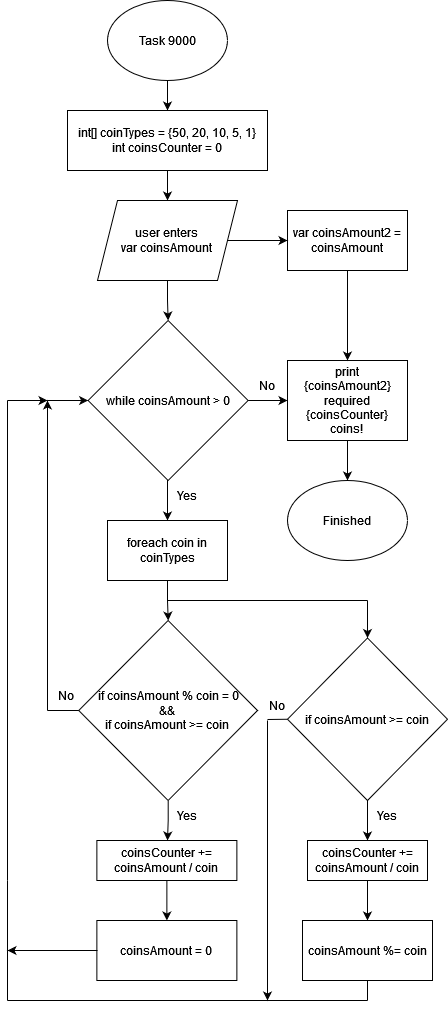 Task 9000
int[] coinTypes = {50, 20, 10, 5, 1}
int coinsCounter = 0
user enters
var coinsAmount
var coinsAmount2 =
coinsAmount
while coinsAmount > 0
No
print
{coinsAmount2}
required
{coinsCounter}
coins!
Yes
Finished
foreach coin in
coinTypes
No
if coinsAmount % coin = 0
&&
if coinsAmount >= coin
No
if coinsAmount >= coin
Yes
Yes
coinsCounter +=
coinsAmount / coin
coinsCounter +=
coinsAmount / coin
coinsAmount = 0
coinsAmount %= coin